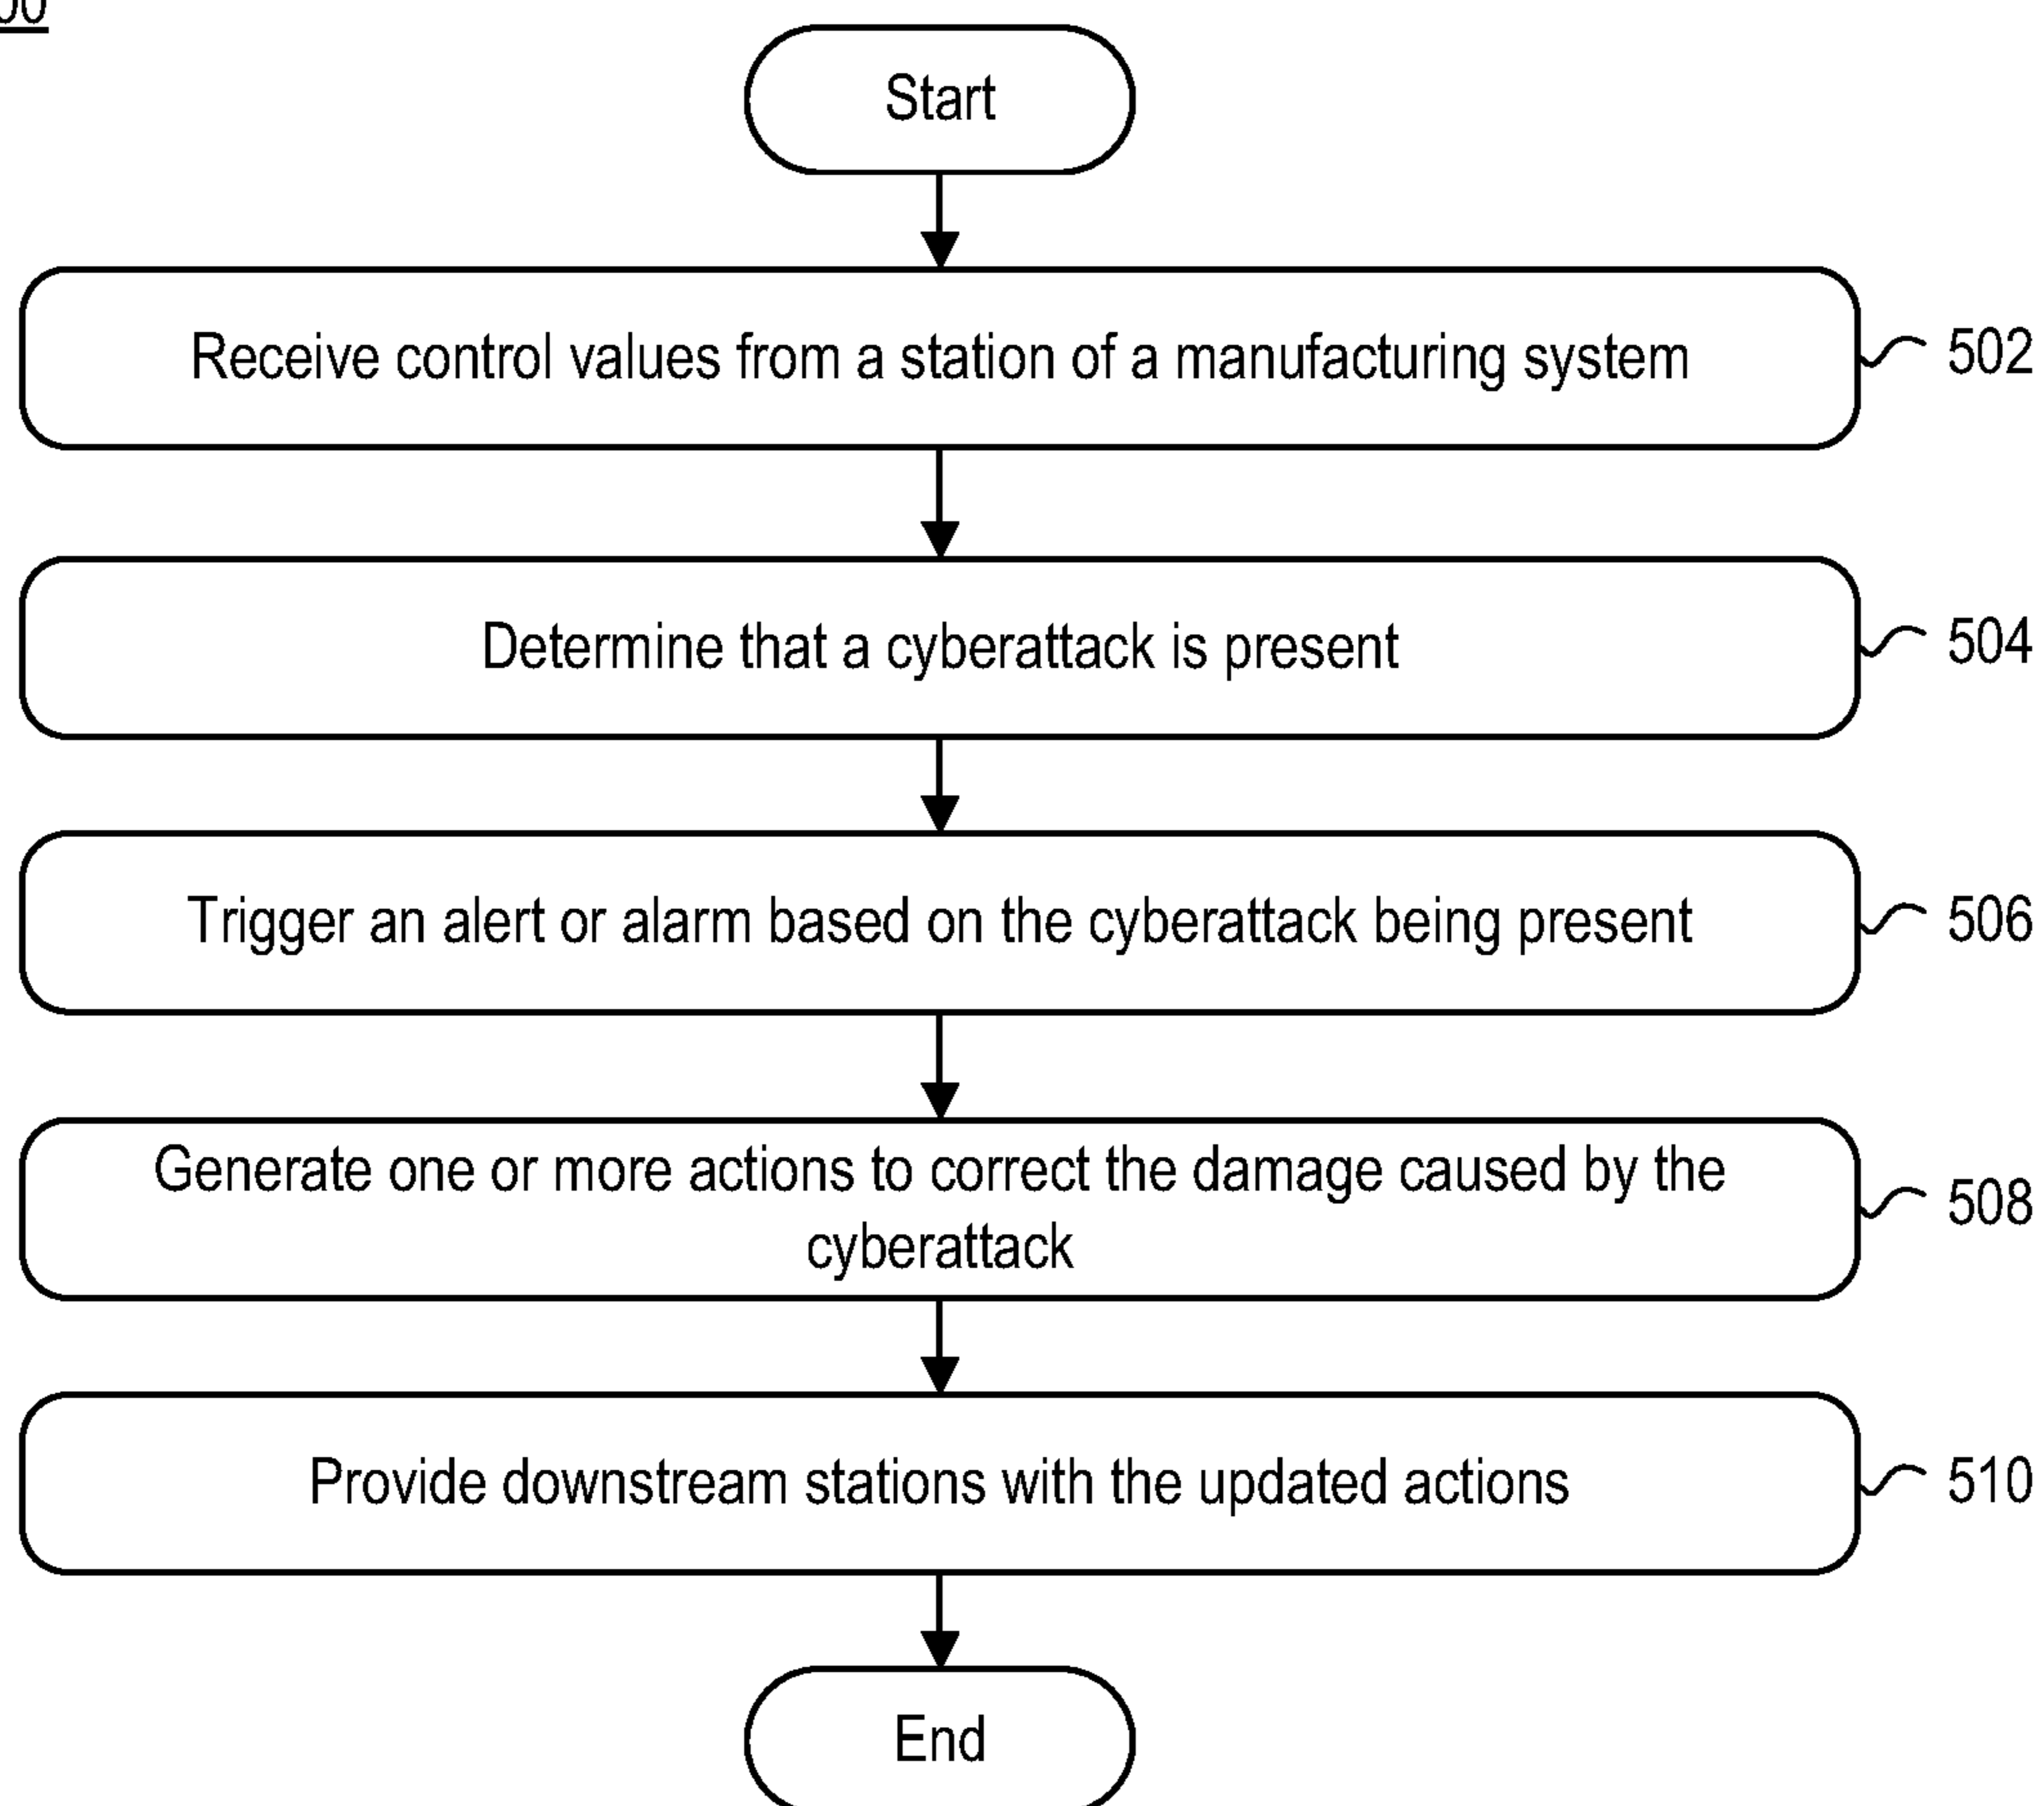 Start
Receive control values from a station of a manufacturing system
502
Determine that a cyberattack is present
504
Trigger an alert or alarm based on the cyberattack being present
506
Generate one or more actions to correct the damage caused by the
cyberattack
508
Provide downstream stations with the updated actions
510
End